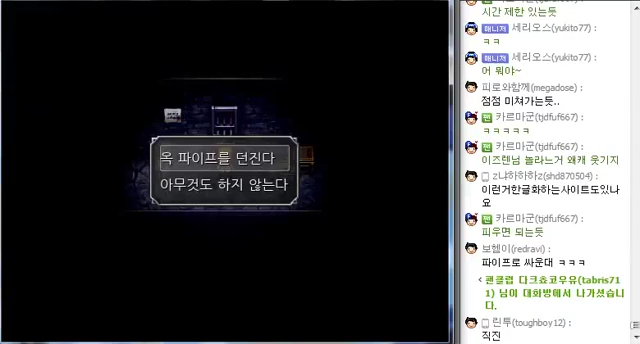 옥 파이프를 던진다
아무것도 하지 않는다
시간 제한 있는듯
매니저 세리오스(yukito77) :
ㅋㅋ
매니저 세리오스(yukito77) :
어 뭐야~
피로와함께(megadose) :
점점 미쳐가는듯..
팬 카르마군(tjdfuf667) :
ㅋㅋㅋㅋㅋ
팬 카르마군(tjdfuf667) :
이즈핸님 놀라느거 왜캐 웃기지
z냐하하하z(shd870504) :
이런거한글화하는사이트도있나
요
팬 카르마군(tjdfuf667) :
피우면 되는듯
보헴이(redravi) :
파이프로 싸운대 ㅋㅋㅋ
팬클럽 다크쵸코우유(tabris71
1) 님이 대화방에서 나가셨습니
다.
린투(toughboy12) :
직진